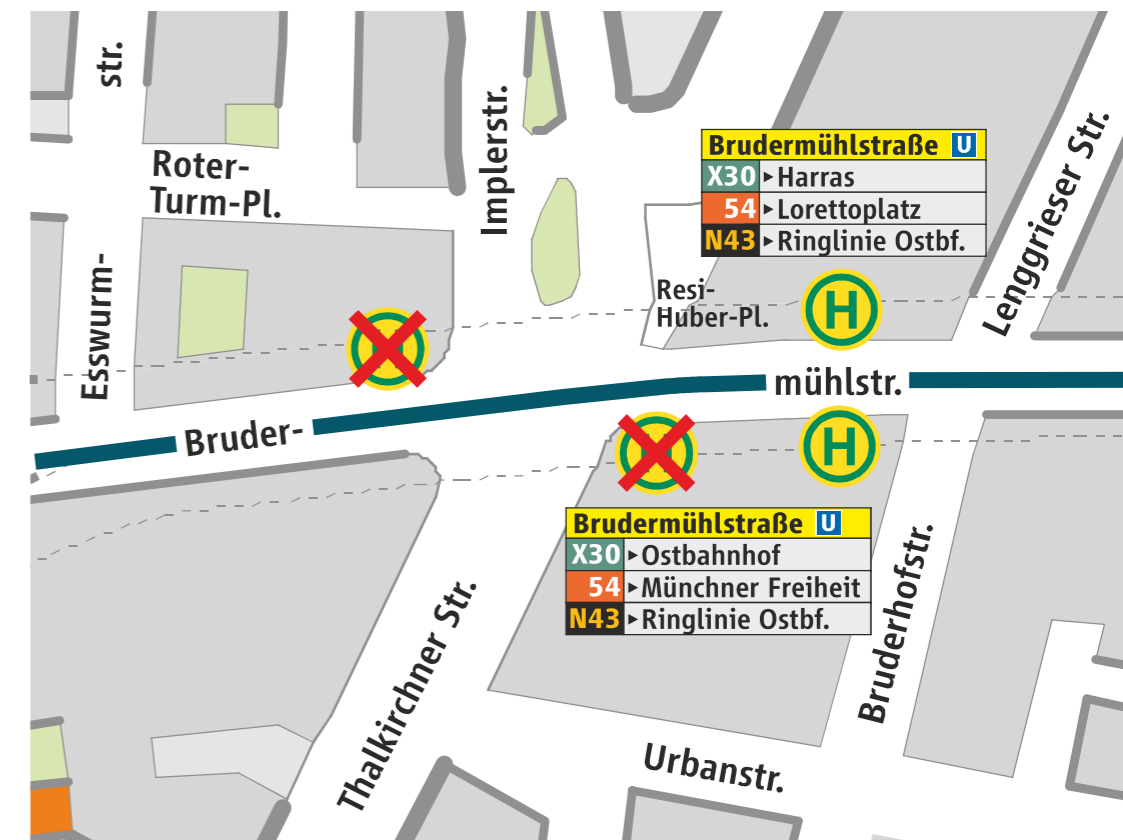 str.
Roter-
Turm-Pl.
Implerstr.
Brudermühlstraße U
X30 ▸ Harras
54 ▸ Lorettoplatz
N43 ▸ Ringlinie Ostbf.
Lenggrieser Str.
Esswurm-
Resi-
Huber-Pl.
H
mühlstr.
Bruder-
H
Brudermühlstraße U
X30 ▸ Ostbahnhof
54 ▸ Münchner Freiheit
N43 ▸ Ringlinie Ostbf.
Thalkirchner Str.
Bruderhofstr.
Urbanstr.